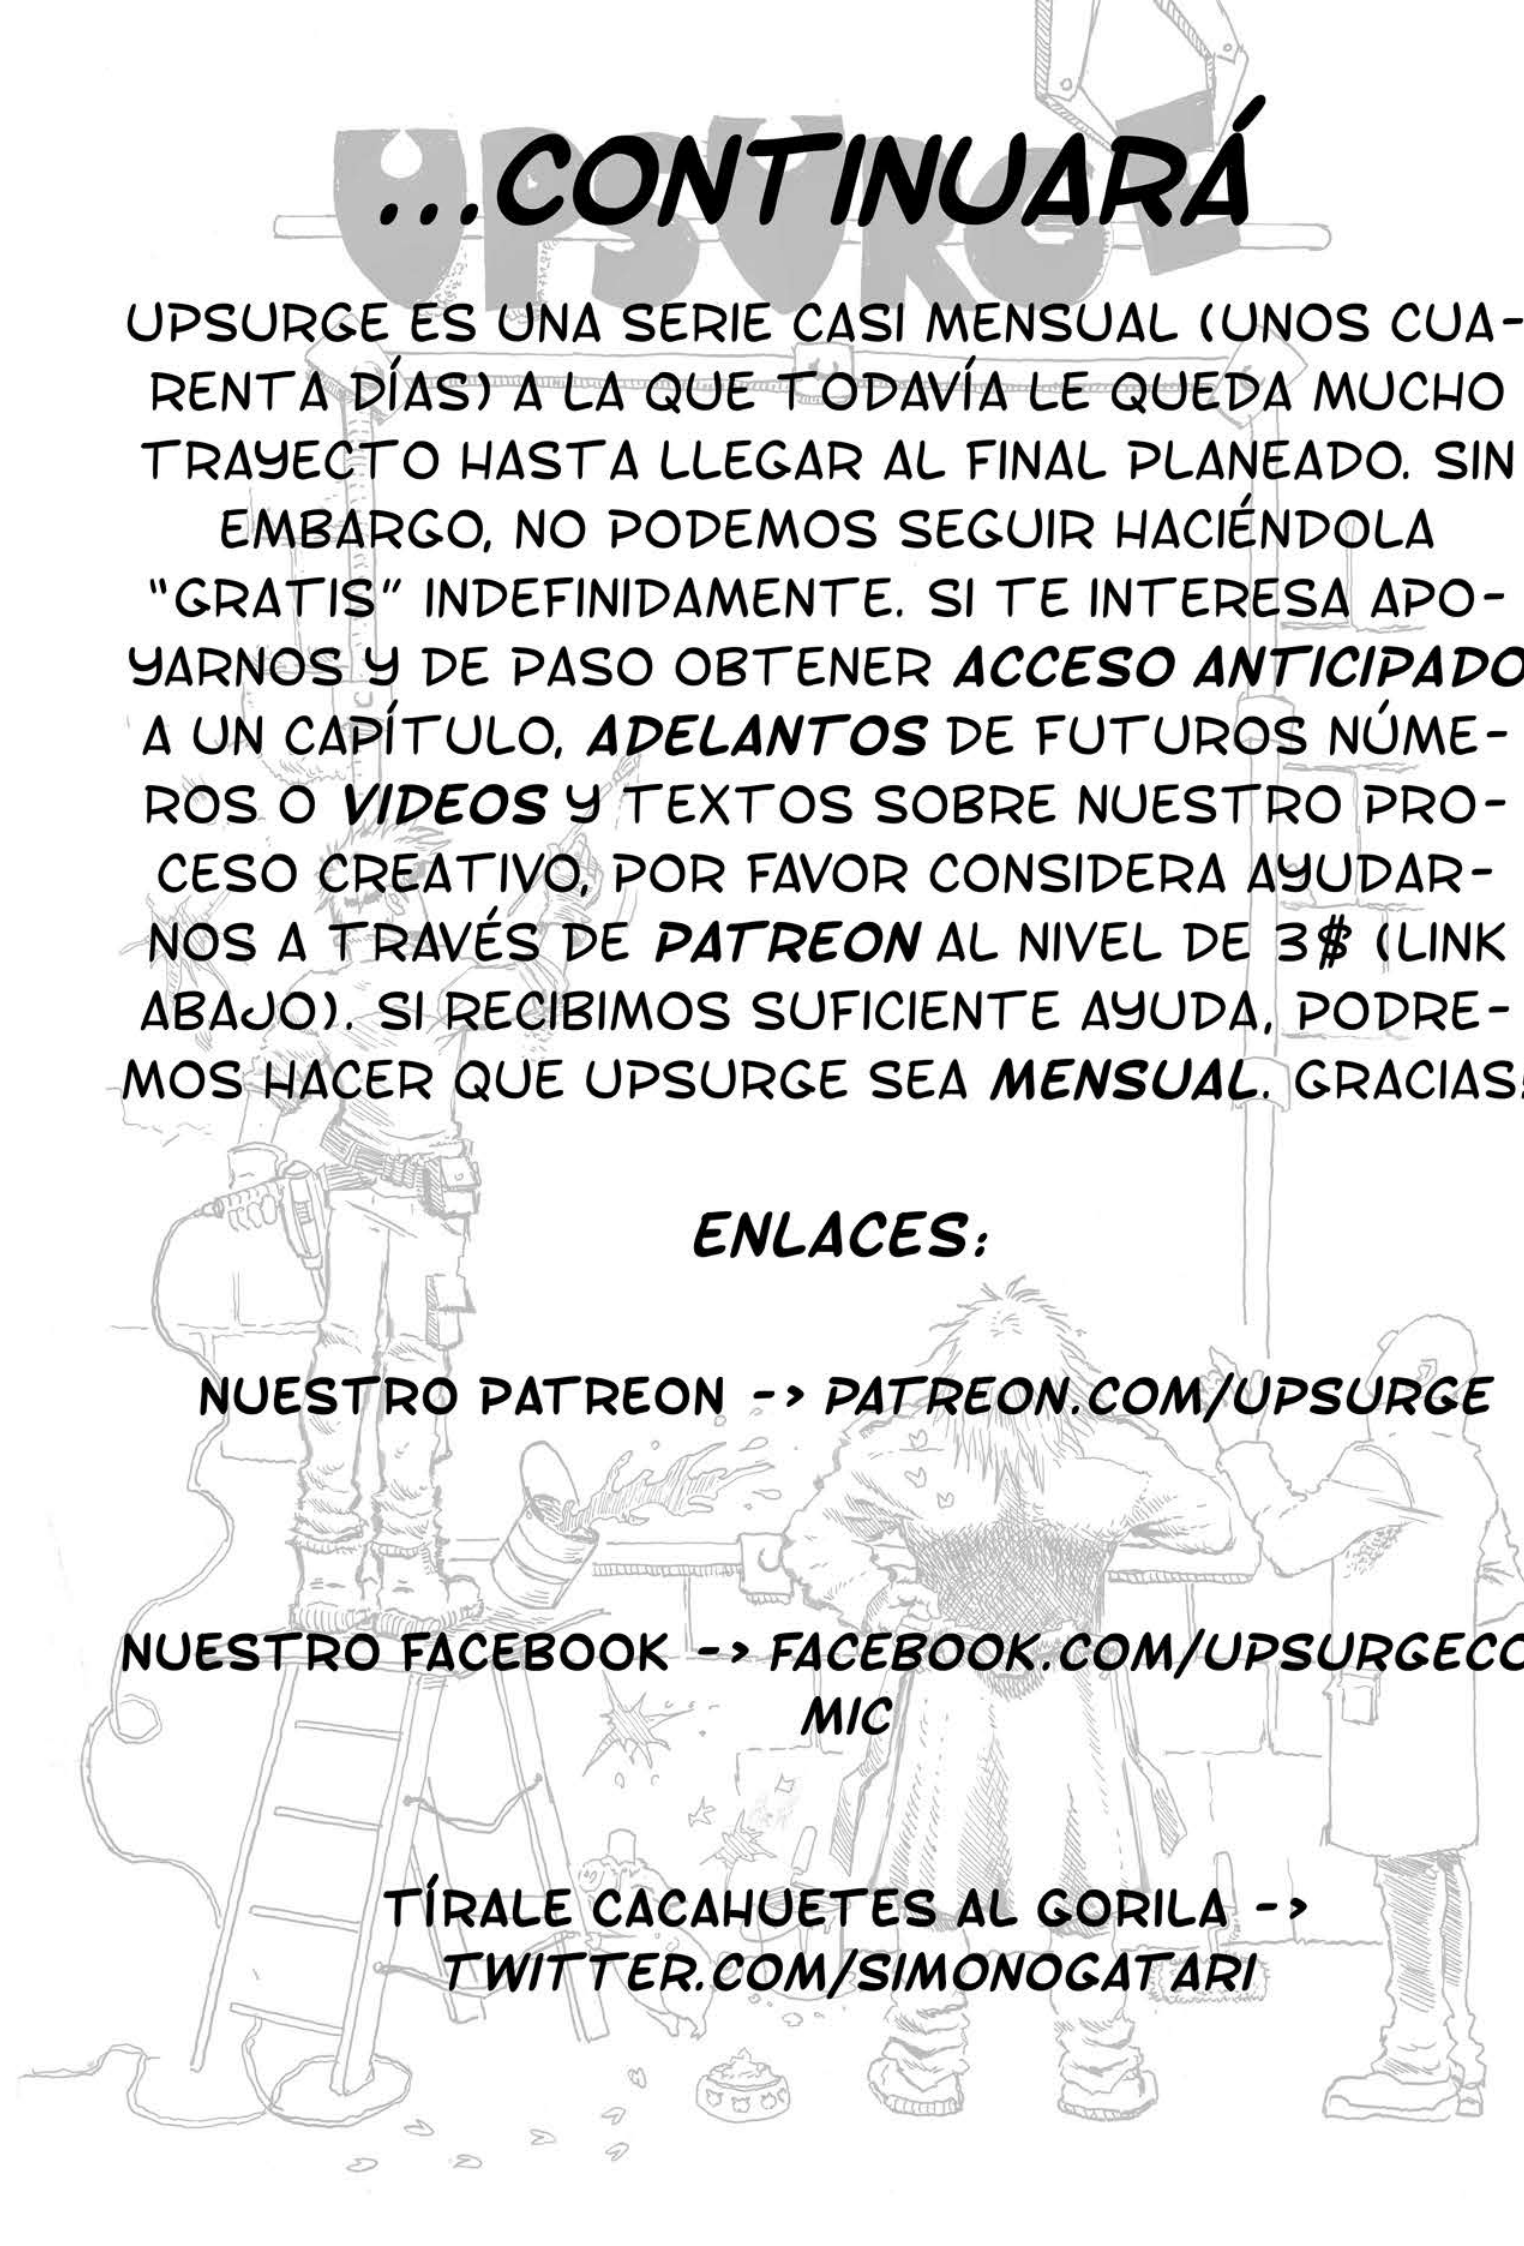 UPSURGE
...CONTINUARÁ
UPSURGE ES UNA SERIE CASI MENSUAL (UNOS CUA-
RENTA DÍAS) A LA QUE TODAVÍA LE QUEDA MUCHO
TRAYECTO HASTA LLEGAR AL FINAL PLANEADO. SIN
EMBARGO, NO PODEMOS SEGUIR HACIÉNDOLA
"GRATIS" INDEFINIDAMENTE. SI TE INTERESA APO-
YARNOS Y DE PASO OBTENER ACCESO ANTICIPADO
A UN CAPÍTULO, ADELANTOS DE FUTUROS NÚME-
ROS O VIDEOS Y TEXTOS SOBRE NUESTRO PRO-
CESO CREATIVO, POR FAVOR CONSIDERA AYUDAR-
NOS A TRAVÉS DE PATREON AL NIVEL DE 3$ (LINK
ABAJO). SI RECIBIMOS SUFICIENTE AYUDA, PODRE-
MOS HACER QUE UPSURGE SEA MENSUAL. GRACIAS!
ENLACES:
NUESTRO PATREON -> PATREON.COM/UPSURGE
NUESTRO FACEBOOK -> FACEBOOK.COM/UPSURGECO
MIC
TÍRALE CACAHUETES AL GORILA ->
TWITTER.COM/SIMONOGATARI